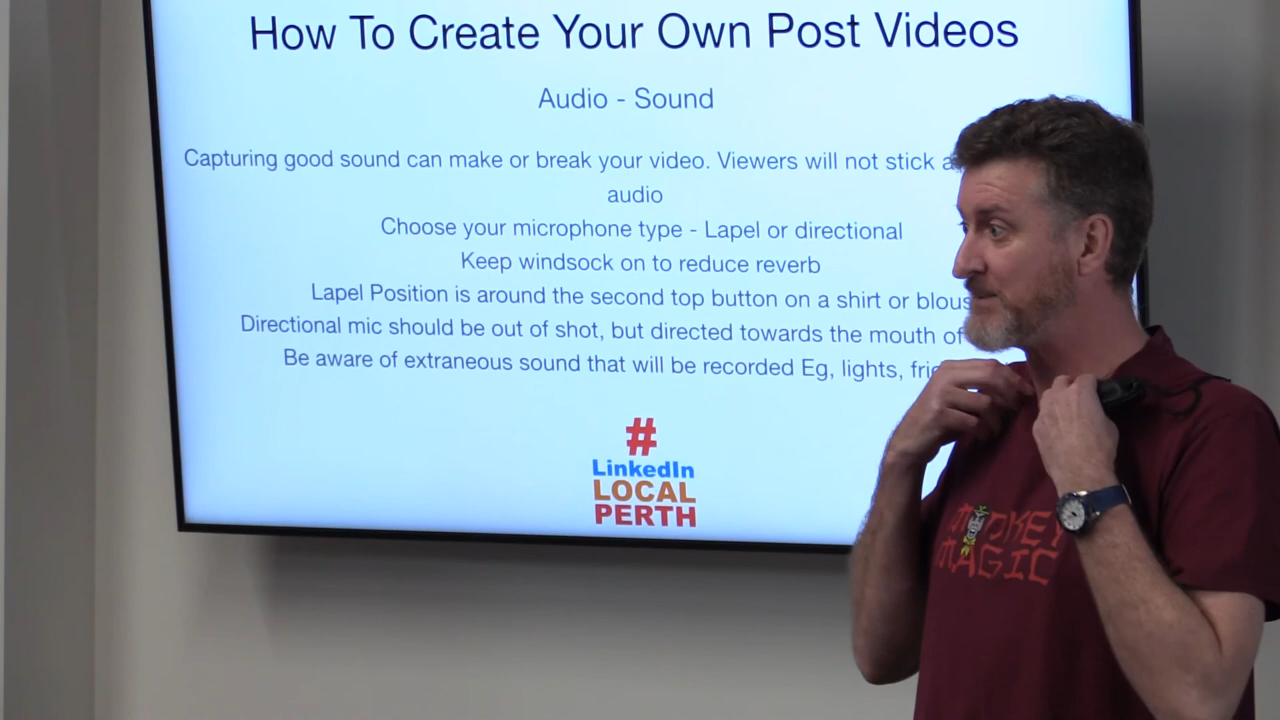 How To Create Your Own Post Videos
Audio - Sound
Capturing good sound can make or break your video. Viewers will not stick
audio
Choose your microphone type - Lapel or directional
Keep windsock on to reduce reverb
Lapel Position is around the second top button on a shirt or
Directional mic should be out of shot, but directed towards the mouth of
Be aware of extraneous sound that will be recorded Eg, lights,
#
LinkedIn
LOCAL
PERTH
MONKEY
MAGIC